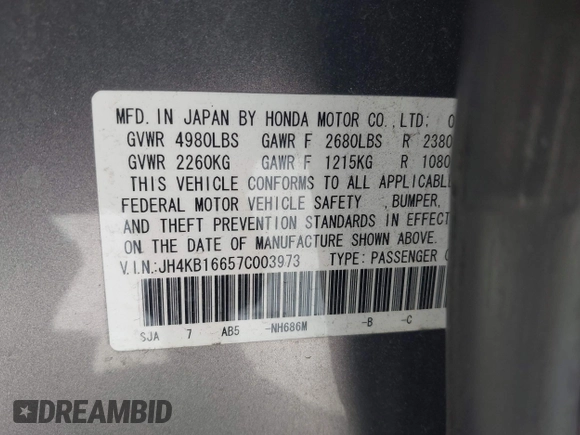 MFD. IN JAPAN BY HONDA MOTOR CO., LTD: 0
GVWR 4980LBS GAWR F 2680LBS R 2380
GVWR 2260KG GAWR F 1215KG R 1080
THIS VEHICLE CONFORMS TO ALL APPLICABL
FEDERAL MOTOR VEHICLE SAFETY ,BUMPER,
AND THEFT PREVENTION STANDARDS IN EFFECT
ON THE DATE OF MANUFACTURE SHOWN ABOVE.
V.I.N.:JH4KB16657C003973 TYPE: PASSENGER C
SJA 7 AB5 -NH686M -B -C
DREAMBID